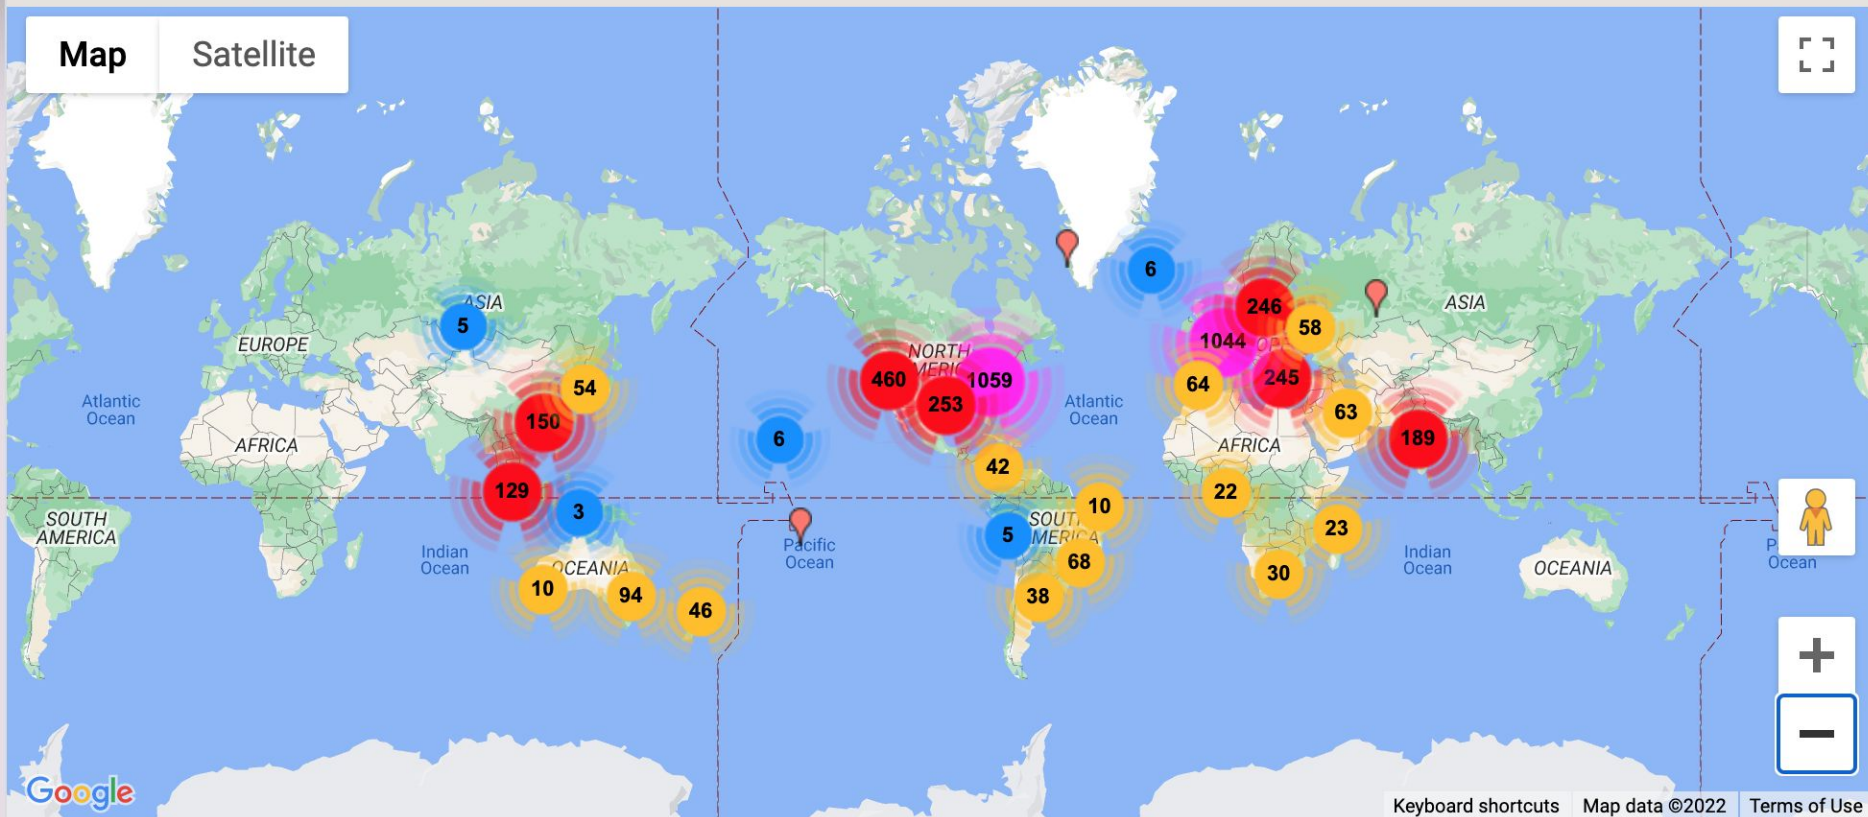 Map
Satellite
6
246
58
1044
ASIA
ASIA
5
EUROPE
NORTH
460
1059
253
245
64
54
63
Atlantic
Ocean
Atlantic
Ocean
150
6
189
AFRICA
AFRICA
42
129
22
3
10
SOUTH
AMERICA
5
68
23
Indian
Ocean
Pacific
Ocean
Indian
Ocean
Ocean
OCEANIA
OCEANIA
30
10
94
38
46
Google
Keyboard shortcuts
Map data ©2022
Terms of Use